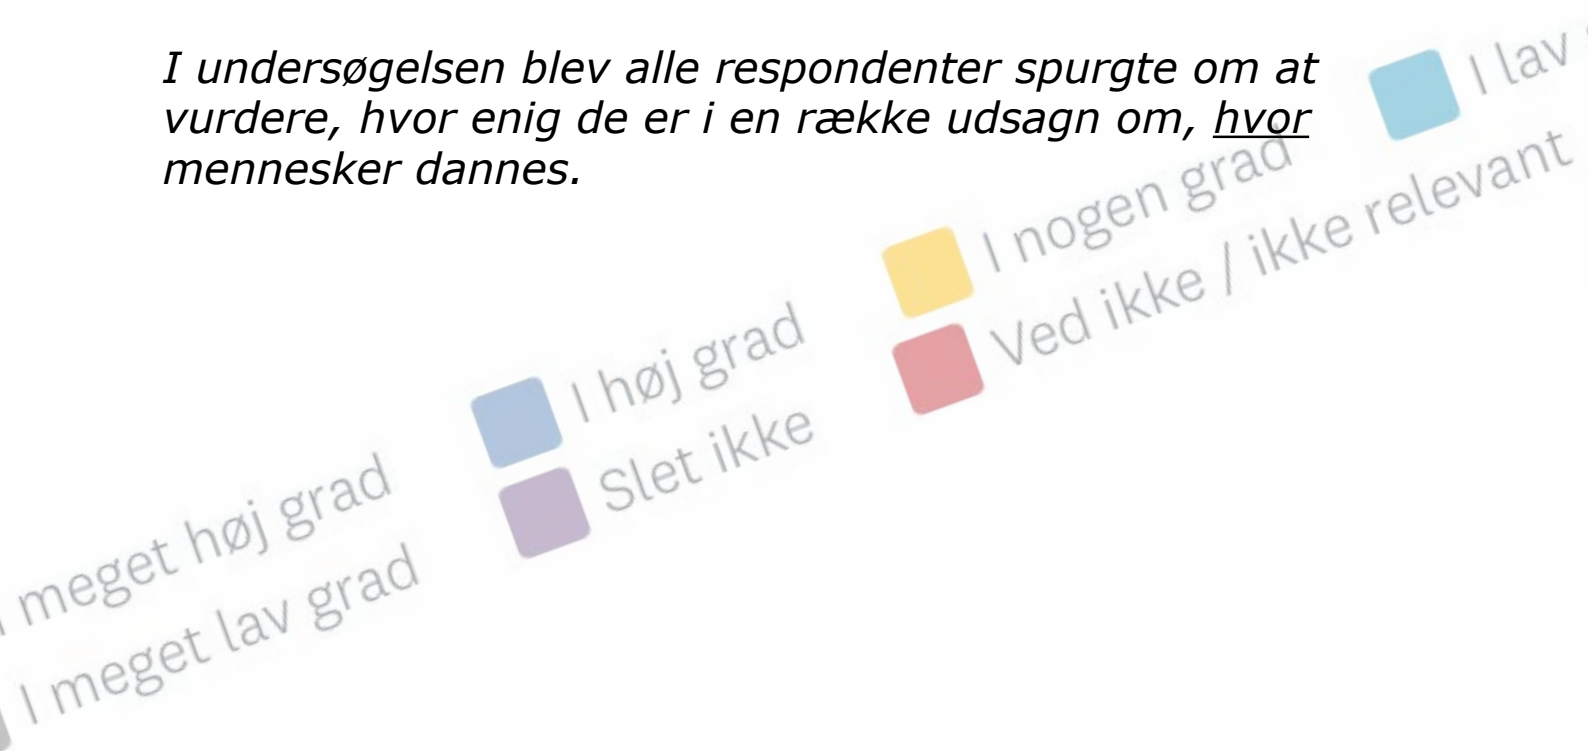 I undersøgelsen blev alle respondenter spurgte om at
vurdere, hvor enig de er i en række udsagn om, hvor
mennesker dannes.
I lav
I nogen grad
Ved ikke / ikke relevant
I høj grad
Slet ikke
meget høj grad
I meget lav grad